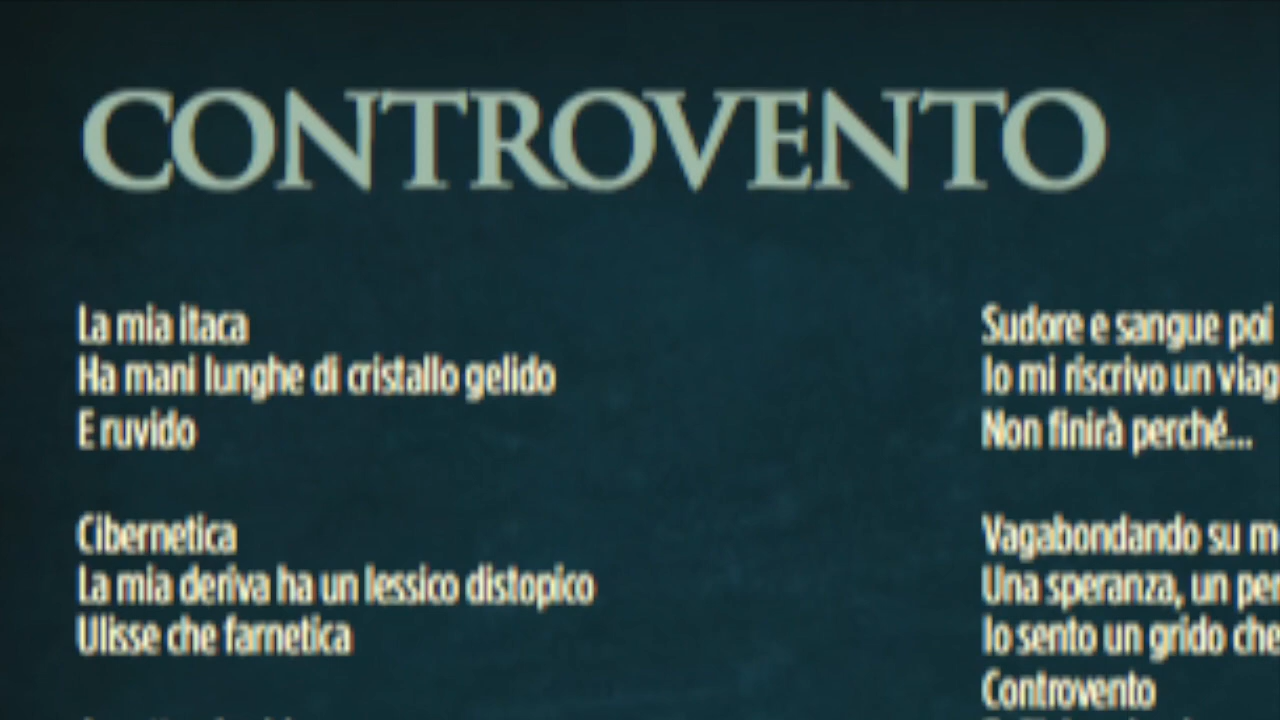 CONTROVENTO
La mia itaca
Ha mani lunghe di cristallo gelido
E ruvido
Cibernetica
La mia deriva ha un lessico distopico
Ulisse che farnetica
Sudore e sangue poi
Io mi riscrivo un
Non finirà perché...
Vagabondando su
Una speranza, un
Io sento un grido che
Controvento